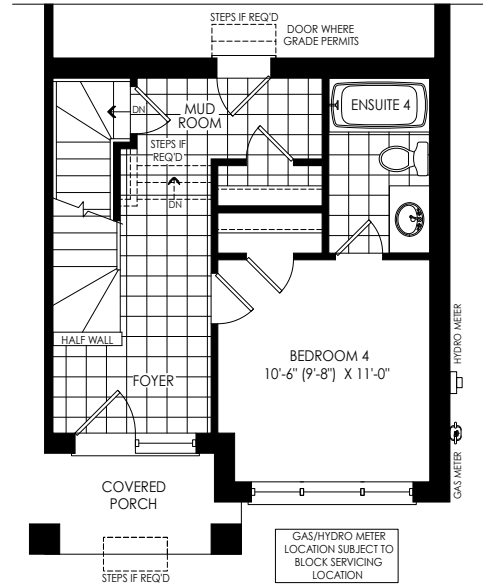 STEPS IF REQ'D
DOOR WHERE
GRADE PERMITS
ENSUITE 4
DN
MUD
ROOM
STEPS IF
REQ'D
DN
HALF WALL
FOYER
BEDROOM 4
10'-6" (9'-8") X 11'-0"
HYDRO METER
GAS METER
COVERED
PORCH
STEPS IF REQ'D
GAS/HYDRO METER
LOCATION SUBJECT TO
BLOCK SERVICING
LOCATION